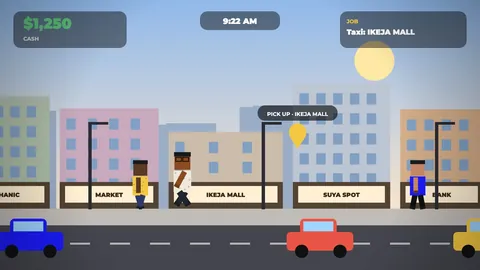 $1,250
CASH
9:22 AM
JOB
Taxi: IKEJA MALL
PICK UP - IKEJA MALL
HANIC
MARKET
IKEJA MALL
SUYA SPOT
BANK